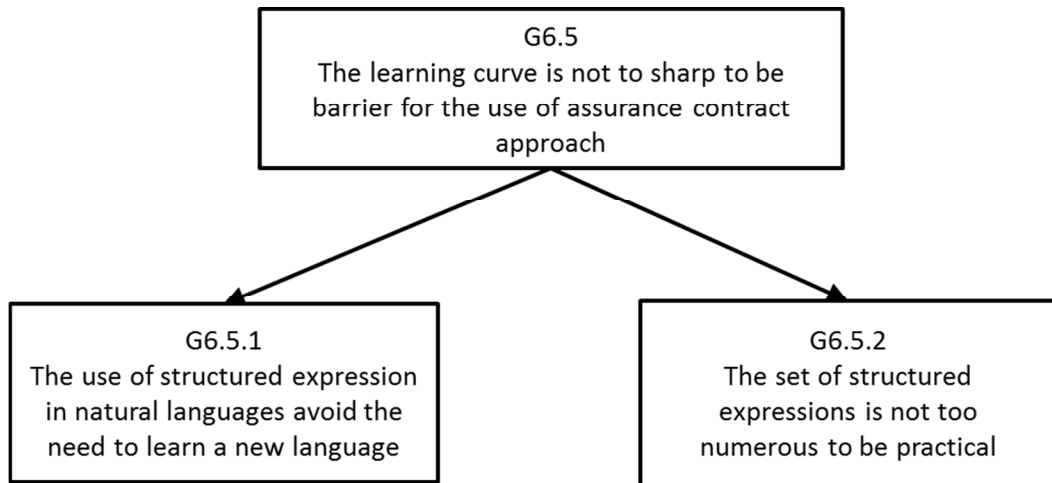 G6.5
The learning curve is not to sharp to be
barrier for the use of assurance contract
approach
G6.5.1
The use of structured expression
in natural languages avoid the
need to learn a new language
G6.5.2
The set of structured
expressions is not too
numerous to be practical